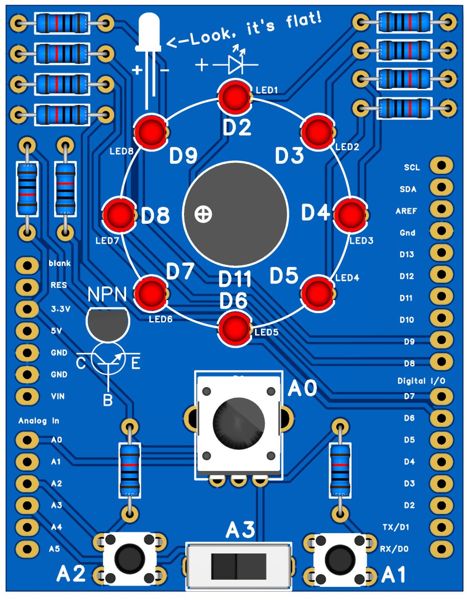 <-Look, it's flat!
+ -
+
LED1
D2
LED8
D9
D3
LED2
D8
D4
LED7
LED3
D7
D11
D5
LED4
D6
LED6
LED5
SCL
SDA
AREF
Gnd
D13
D12
D11
D10
D9
D8
Digital I/O
D7
D6
D5
D4
D3
D2
TX/D1
RX/D0
blank
RES
3.3V
5V
GND
GND
VIN
Analog In
A0
A1
A2
A3
A4
A5
NPN
C E
B
A0
A3
A2
A1